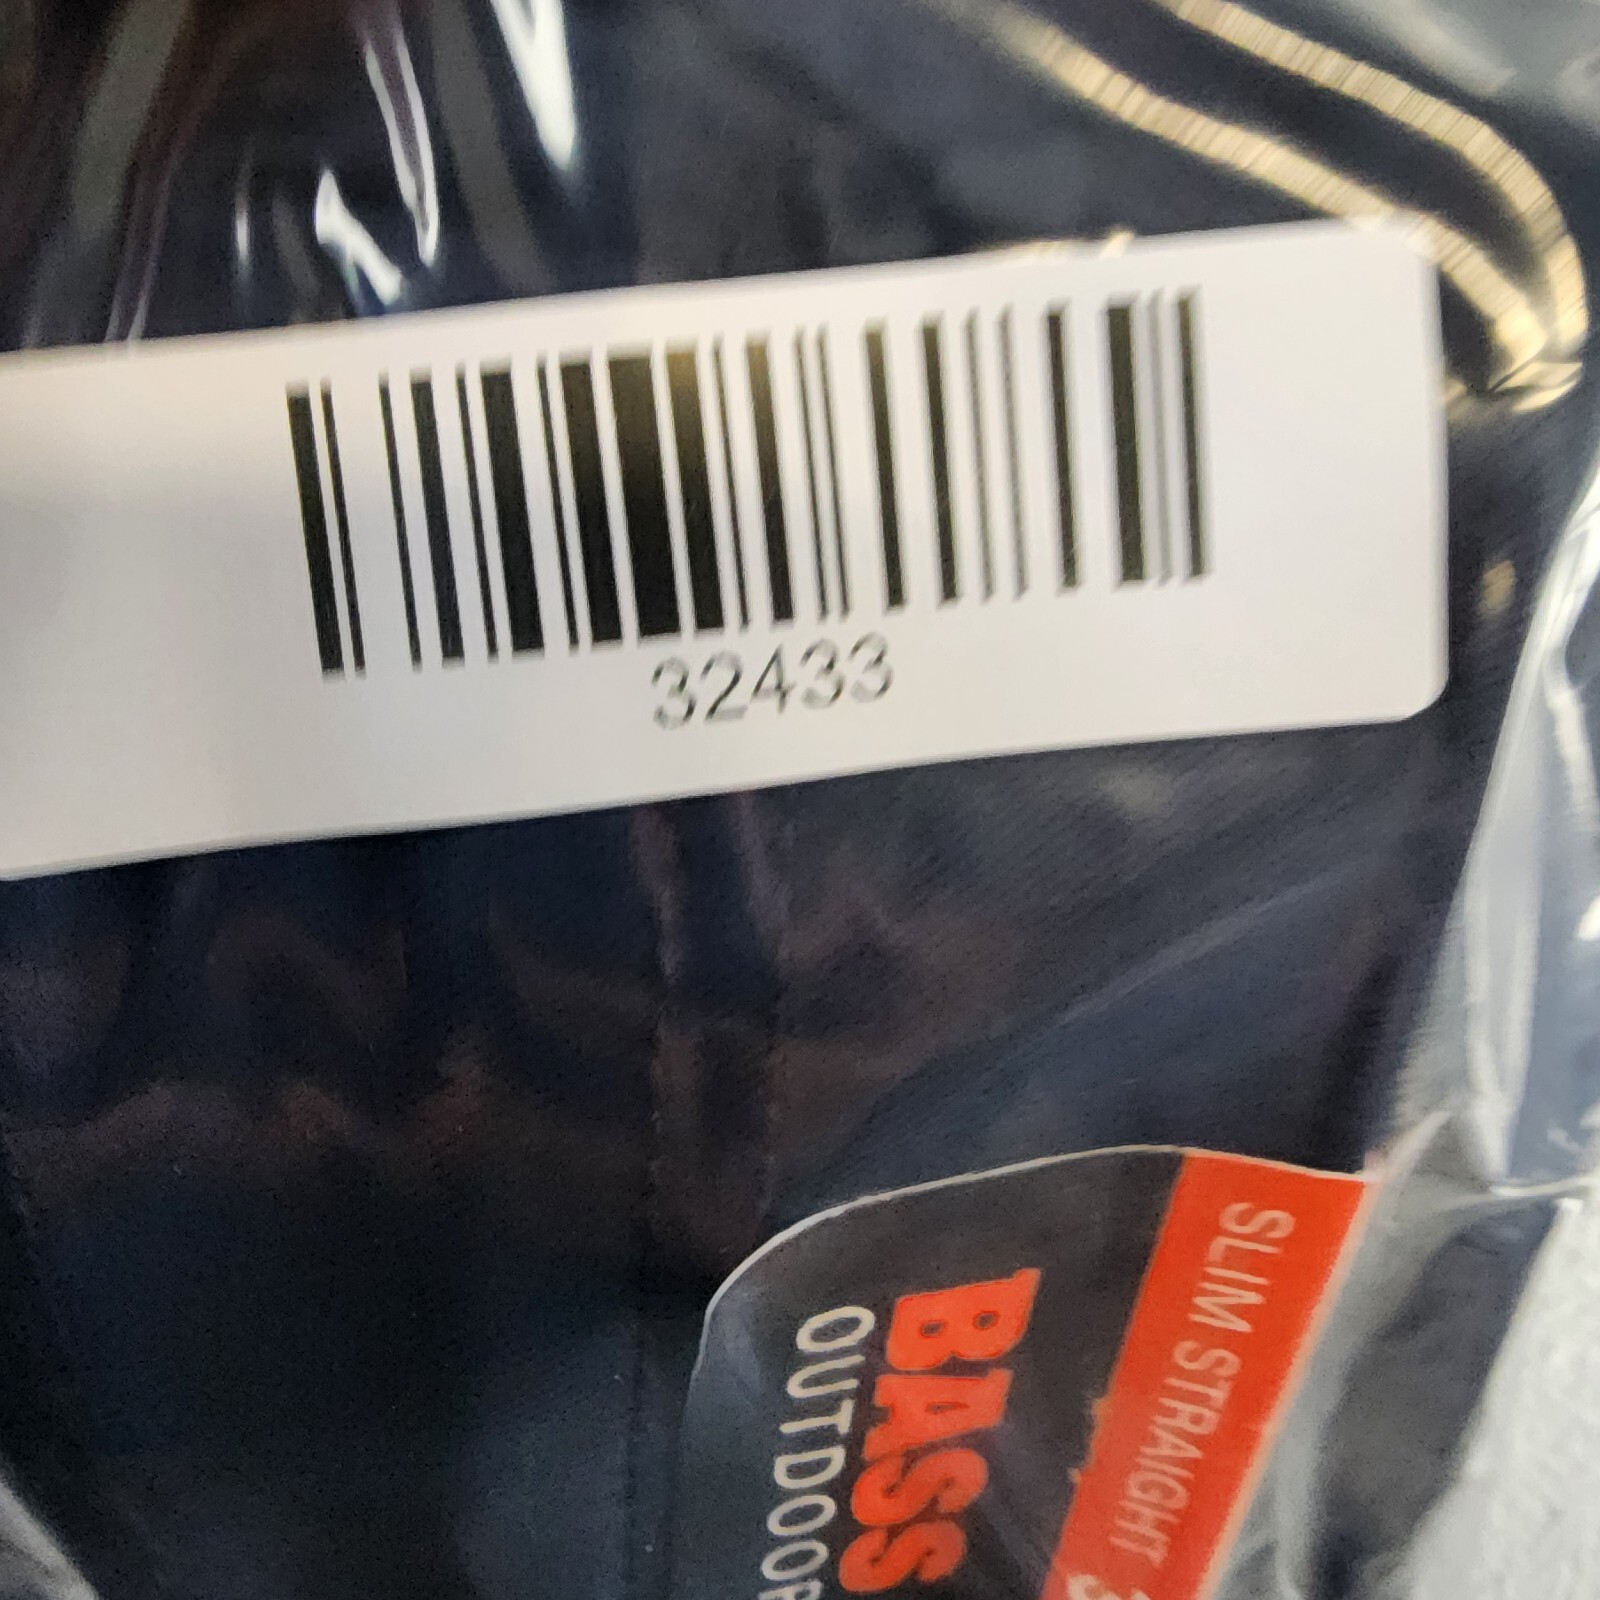 32433
SLIM STRAIGHT
BASS
OUTDOOR